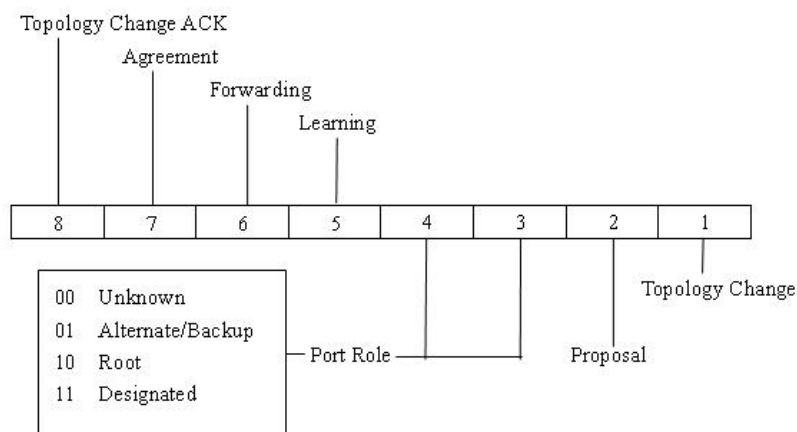 Topology Change ACK
Agreement
Forwarding
Learning
8 7 6 5 4 3 2 1
Topology Change
00 Unknown
01 Alternate/Backup
10 Root
11 Designated
Port Role
Proposal